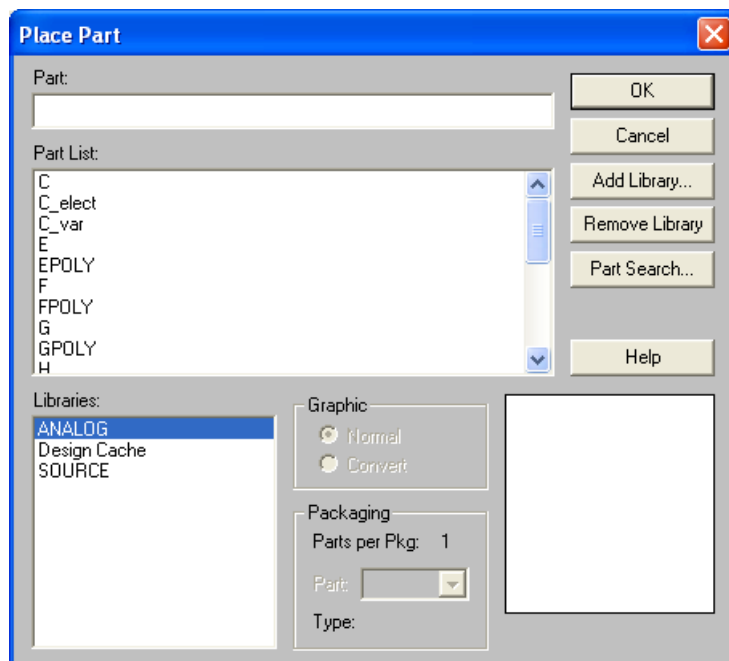 Place Part
Part:
OK
Cancel
Part List:
Add Library...
C
C_elect
C_var
E
EPOLY
F
FPOLY
G
GPOLY
H
Remove Library
Part Search...
Help
Libraries:
ANALOG
Design Cache
SOURCE
Graphic
Normal
Convert
Packaging
Parts per Pkg: 1
Part:
Type: